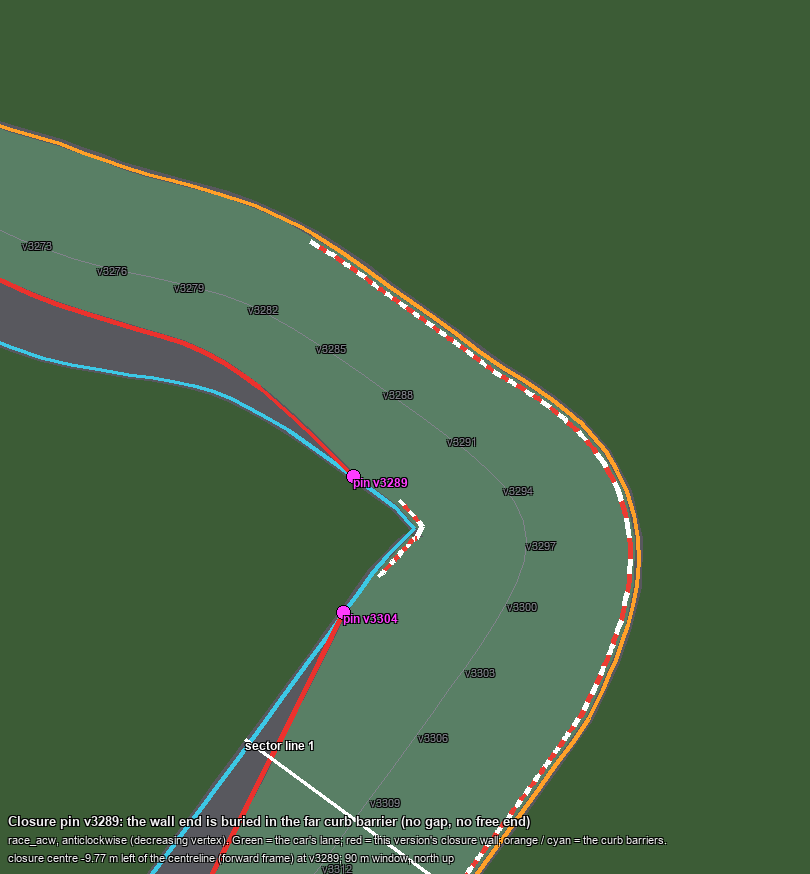 v3273
v3276
v3279
v3282
v3285
v3288
v3291
pin v3289
v3294
v3297
v3300
pin v3304
v3303
v3306
sector line 1
v3309
Closure pin v3289: the wall end is buried in the far curb barrier (no gap, no free end)
race_acw, anticlockwise (decreasing vertex). Green = the car's lane; red = this version's closure wall; orange / cyan = the curb barriers.
closure centre -9.77 m left of the centreline (forward frame) at v3289; 90 m window, north up
v3312